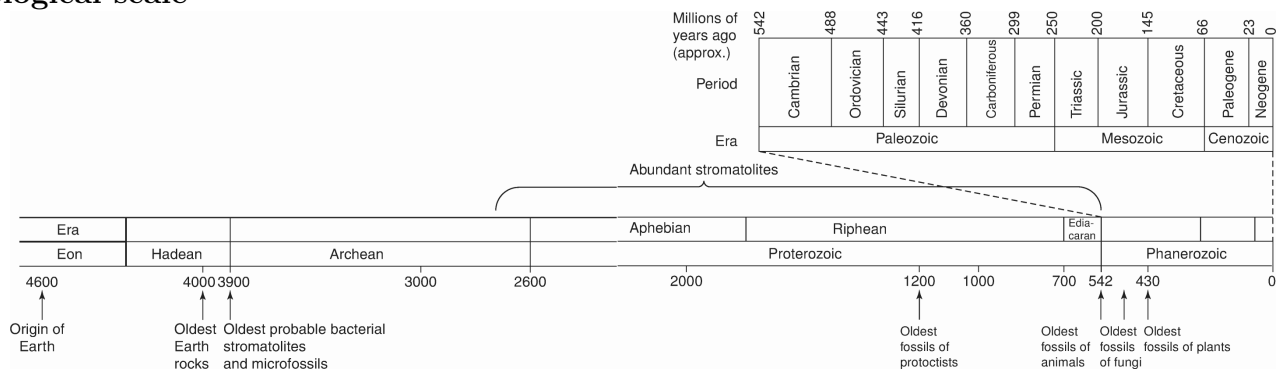 ological scale
Millions of
years ago
(approx.)
542 488 443 416 360 299 250 200 145 66 23 0
Period
Cambrian Ordovician Silurian Devonian Carboniferous Permian Triassic Jurassic Cretaceous Paleogene Neogene
Era Paleozoic Mesozoic Cenozoic
Abundant stromatolites
Era Aphebian Riphean Edia-
caran
Eon Hadean Archean Proterozoic Phanerozoic
4600 4000 3900 3000 2600 2000 1200 1000 700 542 430 0
Origin of
Earth
Oldest
Earth
rocks
Oldest probable bacterial
stromatolites
and microfossils
Oldest
fossils of
protoctists
Oldest
fossils of
animals
Oldest
fossils
of fungi
Oldest
fossils of plants